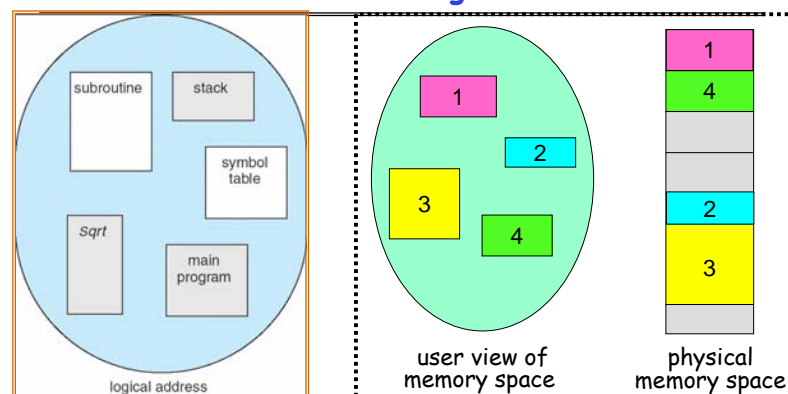 subroutine
stack
symbol
table
Sqrt
main
program
logical address
1
2
3
4
user view of
memory space
1
4
2
3
physical
memory space